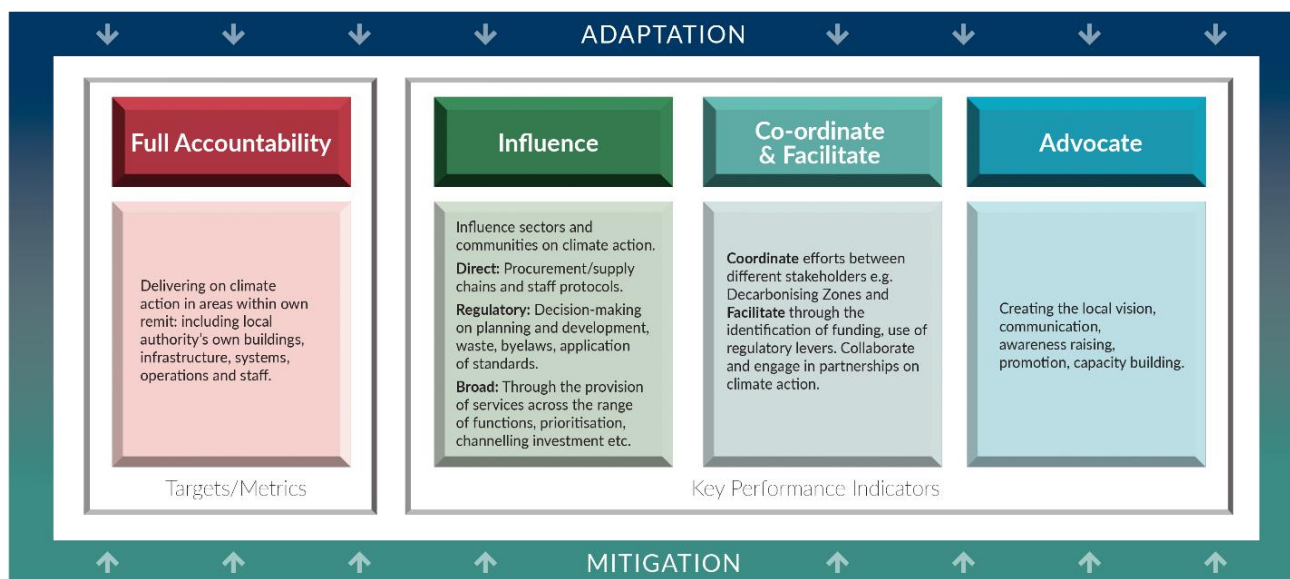 ADAPTATION
Full Accountability
Delivering on climate
action in areas within own
remit: including local
authority's own buildings,
infrastructure, systems,
operations and staff.
Targets/Metrics
Influence
Influence sectors and
communities on climate action.
Direct: Procurement/supply
chains and staff protocols.
Regulatory: Decision-making
on planning and development,
waste, byelaws, application
of standards.
Broad: Through the provision
of services across the range
of functions, prioritisation,
channelling investment etc.
Co-ordinate
& Facilitate
Coordinate efforts between
different stakeholders e.g.
Decarbonising Zones and
Facilitate through the
identification of funding, use of
regulatory levers. Collaborate
and engage in partnerships on
climate action.
Advocate
Creating the local vision,
communication,
awareness raising,
promotion, capacity building.
Key Performance Indicators
MITIGATION